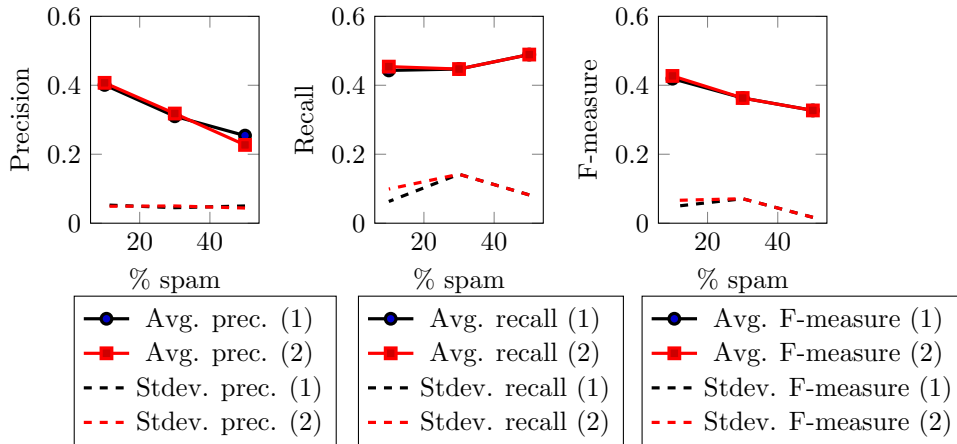 0.6
0.4
0.2
0
20 40
Precision
% spam
Avg. prec. (1)
Avg. prec. (2)
Stdev. prec. (1)
Stdev. prec. (2)
0.6
0.4
0.2
0
20 40
Recall
% spam
Avg. recall (1)
Avg. recall (2)
Stdev. recall (1)
Stdev. recall (2)
0.6
0.4
0.2
0
20 40
F-measure
% spam
Avg. F-measure (1)
Avg. F-measure (2)
Stdev. F-measure (1)
Stdev. F-measure (2)